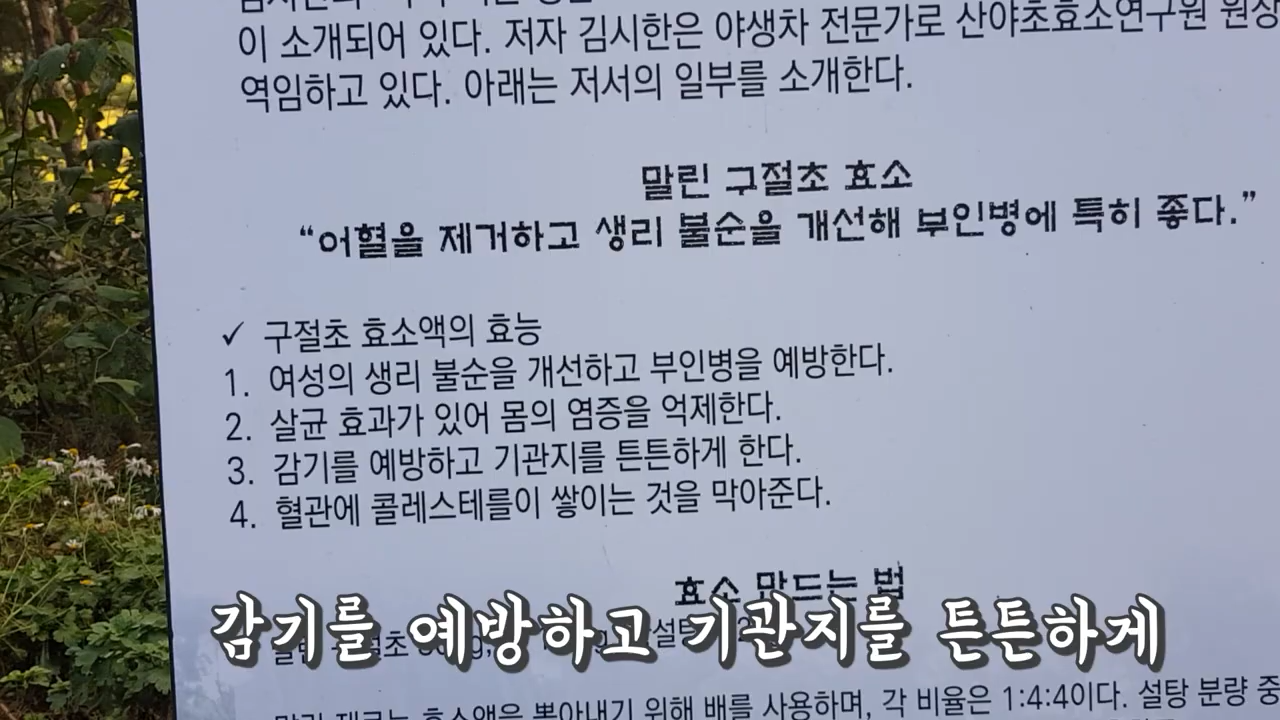 이 소개되어 있다. 저자 김시한은 야생차 전문가로 산야초효소연구원 원장
역임하고 있다. 아래는 저서의 일부를 소개한다.
말린 구절초 효소
“어혈을 제거하고 생리 불순을 개선해 부인병에 특히 좋다.”
✓ 구절초 효소액의 효능
1. 여성의 생리 불순을 개선하고 부인병을 예방한다.
2. 살균 효과가 있어 몸의 염증을 억제한다.
3. 감기를 예방하고 기관지를 튼튼하게 한다.
4. 혈관에 콜레스테를이 쌓이는 것을 막아준다.
효소 만드는 법
감기를 예방하고 기관지를 튼튼하게
말린 재료는 효소액을 뽑아내기 위해 배를 사용하며, 각 비율은 1:4:4이다. 설탕 분량 중